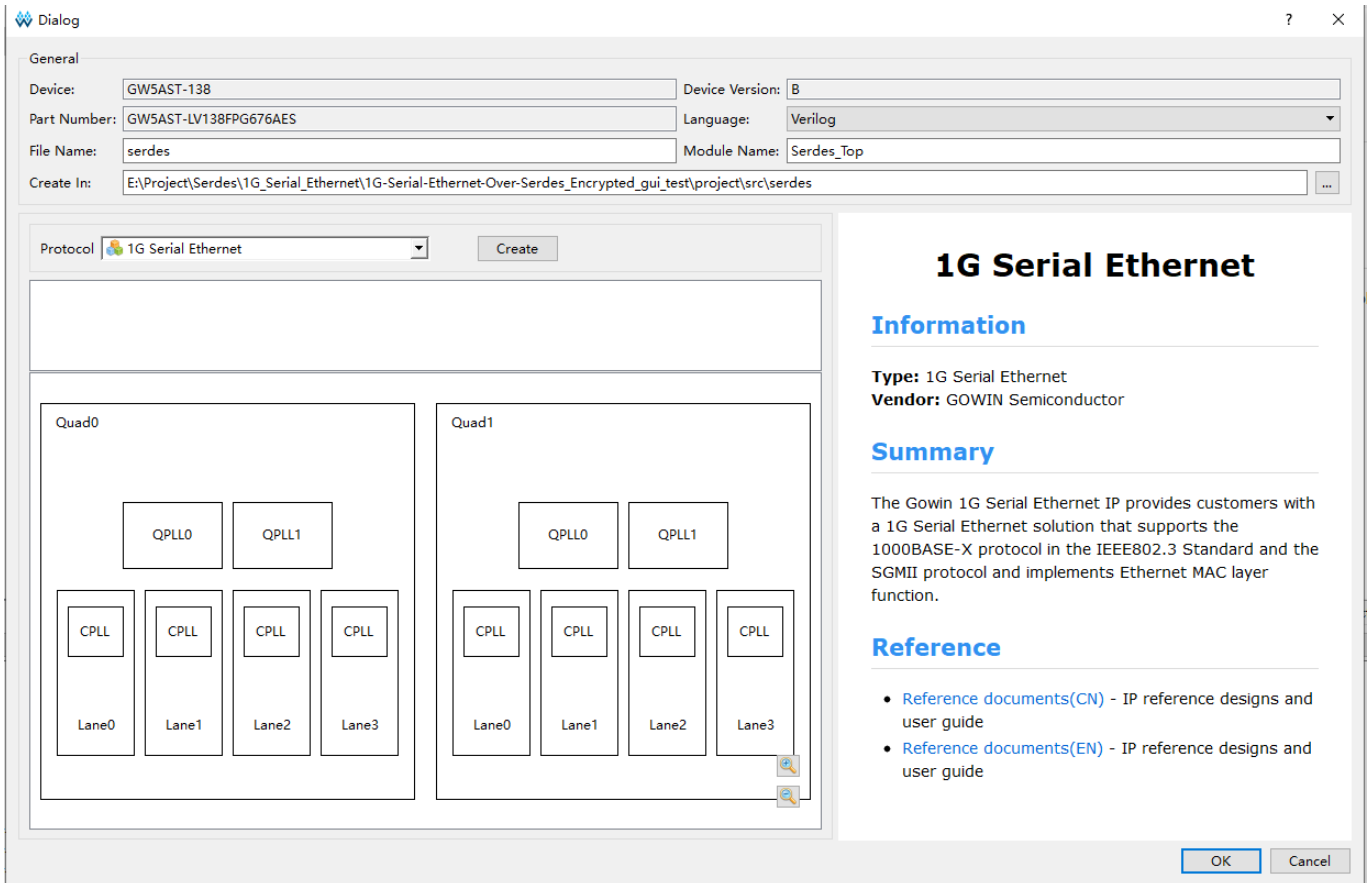 Dialog
?
General
Device:
GW5AST-138
Device Version:
B
Part Number:
GW5AST-LV138FPG676AES
Language:
Verilog
File Name:
serdes
Module Name:
Serdes_Top
Create In:
E:\Project\Serdes\1G_Serial_Ethernet\1G-Serial-Ethernet-Over-Serdes_Encrypted_gui_test\project\src\serdes
...
Protocol
1G Serial Ethernet
Create
Quad0
QPLL0
QPLL1
CPLL
CPLL
CPLL
CPLL
Lane0
Lane1
Lane2
Lane3
Quad1
QPLL0
QPLL1
CPLL
CPLL
CPLL
CPLL
Lane0
Lane1
Lane2
Lane3
1G Serial Ethernet
Information
Type: 1G Serial Ethernet
Vendor: GOWIN Semiconductor
Summary
The Gowin 1G Serial Ethernet IP provides customers with
a 1G Serial Ethernet solution that supports the
1000BASE-X protocol in the IEEE802.3 Standard and the
SGMII protocol and implements Ethernet MAC layer
function.
Reference
• Reference documents(CN) - IP reference designs and
user guide
• Reference documents(EN) - IP reference designs and
user guide
OK
Cancel